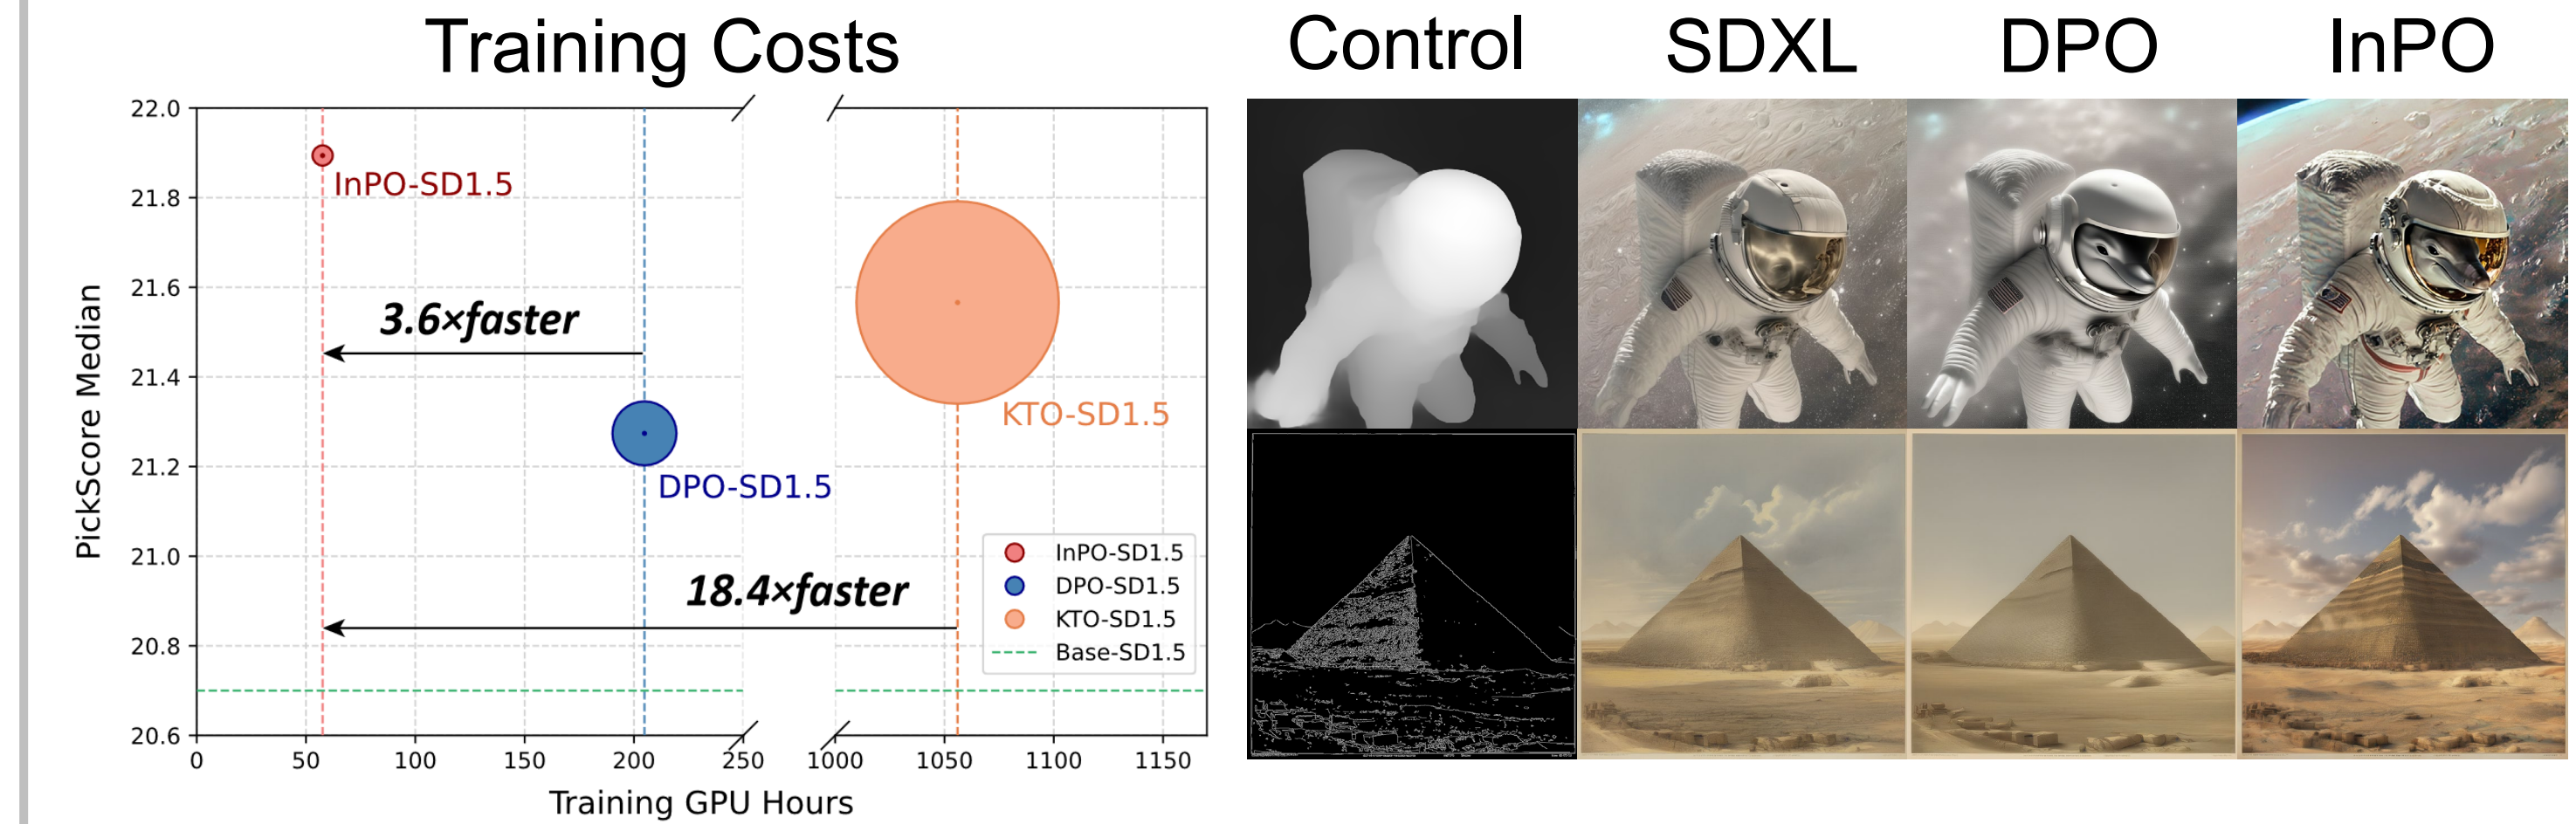 Training Costs
Control
SDXL
DPO
InPO
22.0
21.8
21.6
21.4
21.2
21.0
20.8
20.6
PickScore Median
InPO-SD1.5
3.6×faster
KTO-SD1.5
DPO-SD1.5
18.4×faster
InPO-SD1.5
DPO-SD1.5
KTO-SD1.5
Base-SD1.5
0 50 100 150 200 250 1000 1050 1100 1150
Training GPU Hours